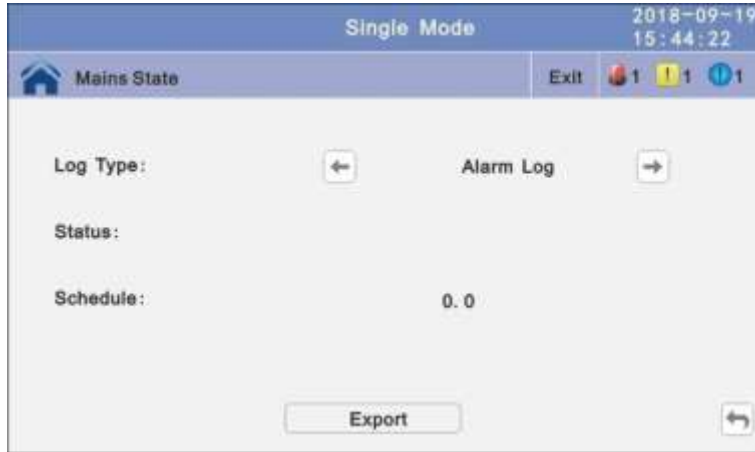 Single Mode
2018-09-19
15:44:22
Mains State Exit 1 ! 1 ! 1
Log Type: ← Alarm Log →
Status:
Schedule: 0.0
Export